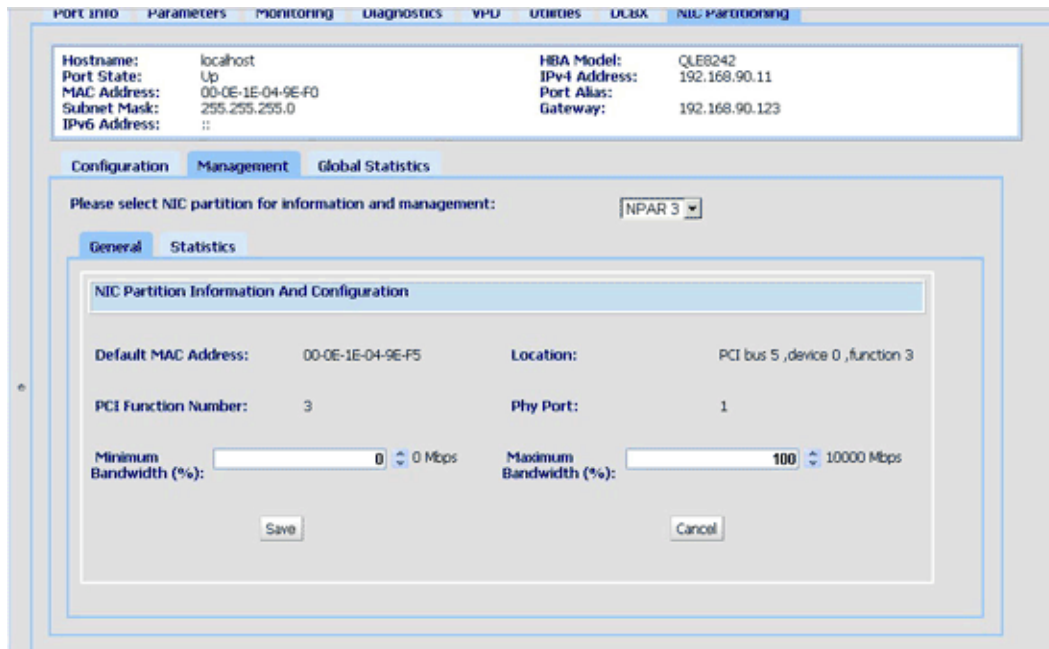 Port Info Parameters Monitoring Diagnostics VPD Utilities DCBX NIC Partitioning
Hostname: localhost HBA Model: QLE8242
Port State: Up IPv4 Address: 192.168.90.11
MAC Address: 00-0E-1E-04-9E-F0 Port Alias:
Subnet Mask: 255.255.255.0 Gateway: 192.168.90.123
IPv6 Address: ::
Configuration Management Global Statistics
Please select NIC partition for information and management: NPAR 3
General Statistics
NIC Partition Information And Configuration
Default MAC Address: 00-0E-1E-04-9E-F5 Location: PCI bus 5 ,device 0 ,function 3
PCI Function Number: 3 Phy Port: 1
Minimum Bandwidth (%): 0 0 Mbps Maximum Bandwidth (%): 100 10000 Mbps
Save Cancel